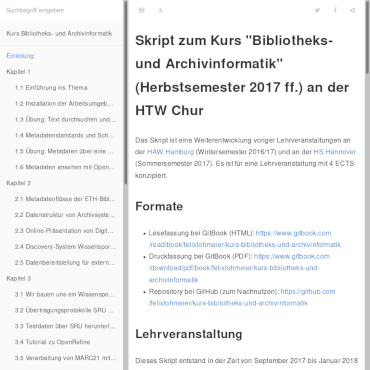 Suchbegriff eingeben
Kurs Bibliotheks- und Archivinformatik
Einleitung
Kapitel 1
1.1 Einführung ins Thema
1.2 Installation der Arbeitsumgeb...
1.3 Übung: Text durchsuchen und...
1.4 Metadatenstandards und Sch...
1.5 Übung: Metadaten über eine ...
1.6 Metadaten ansehen mit Open...
Kapitel 2
2.1 Metadatenflüsse der ETH-Bibl...
2.2 Datenstruktur von Archivsyste...
2.3 Online-Präsentation von Digit...
2.4 Discovery-System Wissenspor...
2.5 Datenbereitstellung für extern...
Kapitel 3
3.1 Wir bauen uns ein Wissenspo...
3.2 Übertragungsprotokolle SRU ...
3.3 Testdaten über SRU herunterl...
3.4 Tutorial zu OpenRefine
3.5 Verarbeitung von MARC21 mit...
A
Skript zum Kurs "Bibliotheks-
und Archivinformatik"
(Herbstsemester 2017 ff.) an der
HTW Chur
Das Skript ist eine Weiterentwicklung voriger Lehrveranstaltungen an
der HAW Hamburg (Wintersemester 2016/17) und an der HS Hannover
(Sommersemester 2017). Es ist für eine Lehrveranstaltung mit 4 ECTS
konzipiert.
Formate
• Lesefassung bei GitBook (HTML): https://www.gitbook.com
/read/book/felixlohmeier/kurs-bibliotheks-und-archivinformatik
• Druckfassung bei GitBook (PDF): https://www.gitbook.com
/download/pdf/book/felixlohmeier/kurs-bibliotheks-und-
archivinformatik
• Repository bei GitHub (zum Nachnutzen): https://github.com
/felixlohmeier/kurs-bibliotheks-und-archivinformatik
Lehrveranstaltung
Dieses Skript entstand in der Zeit von September 2017 bis Januar 2018